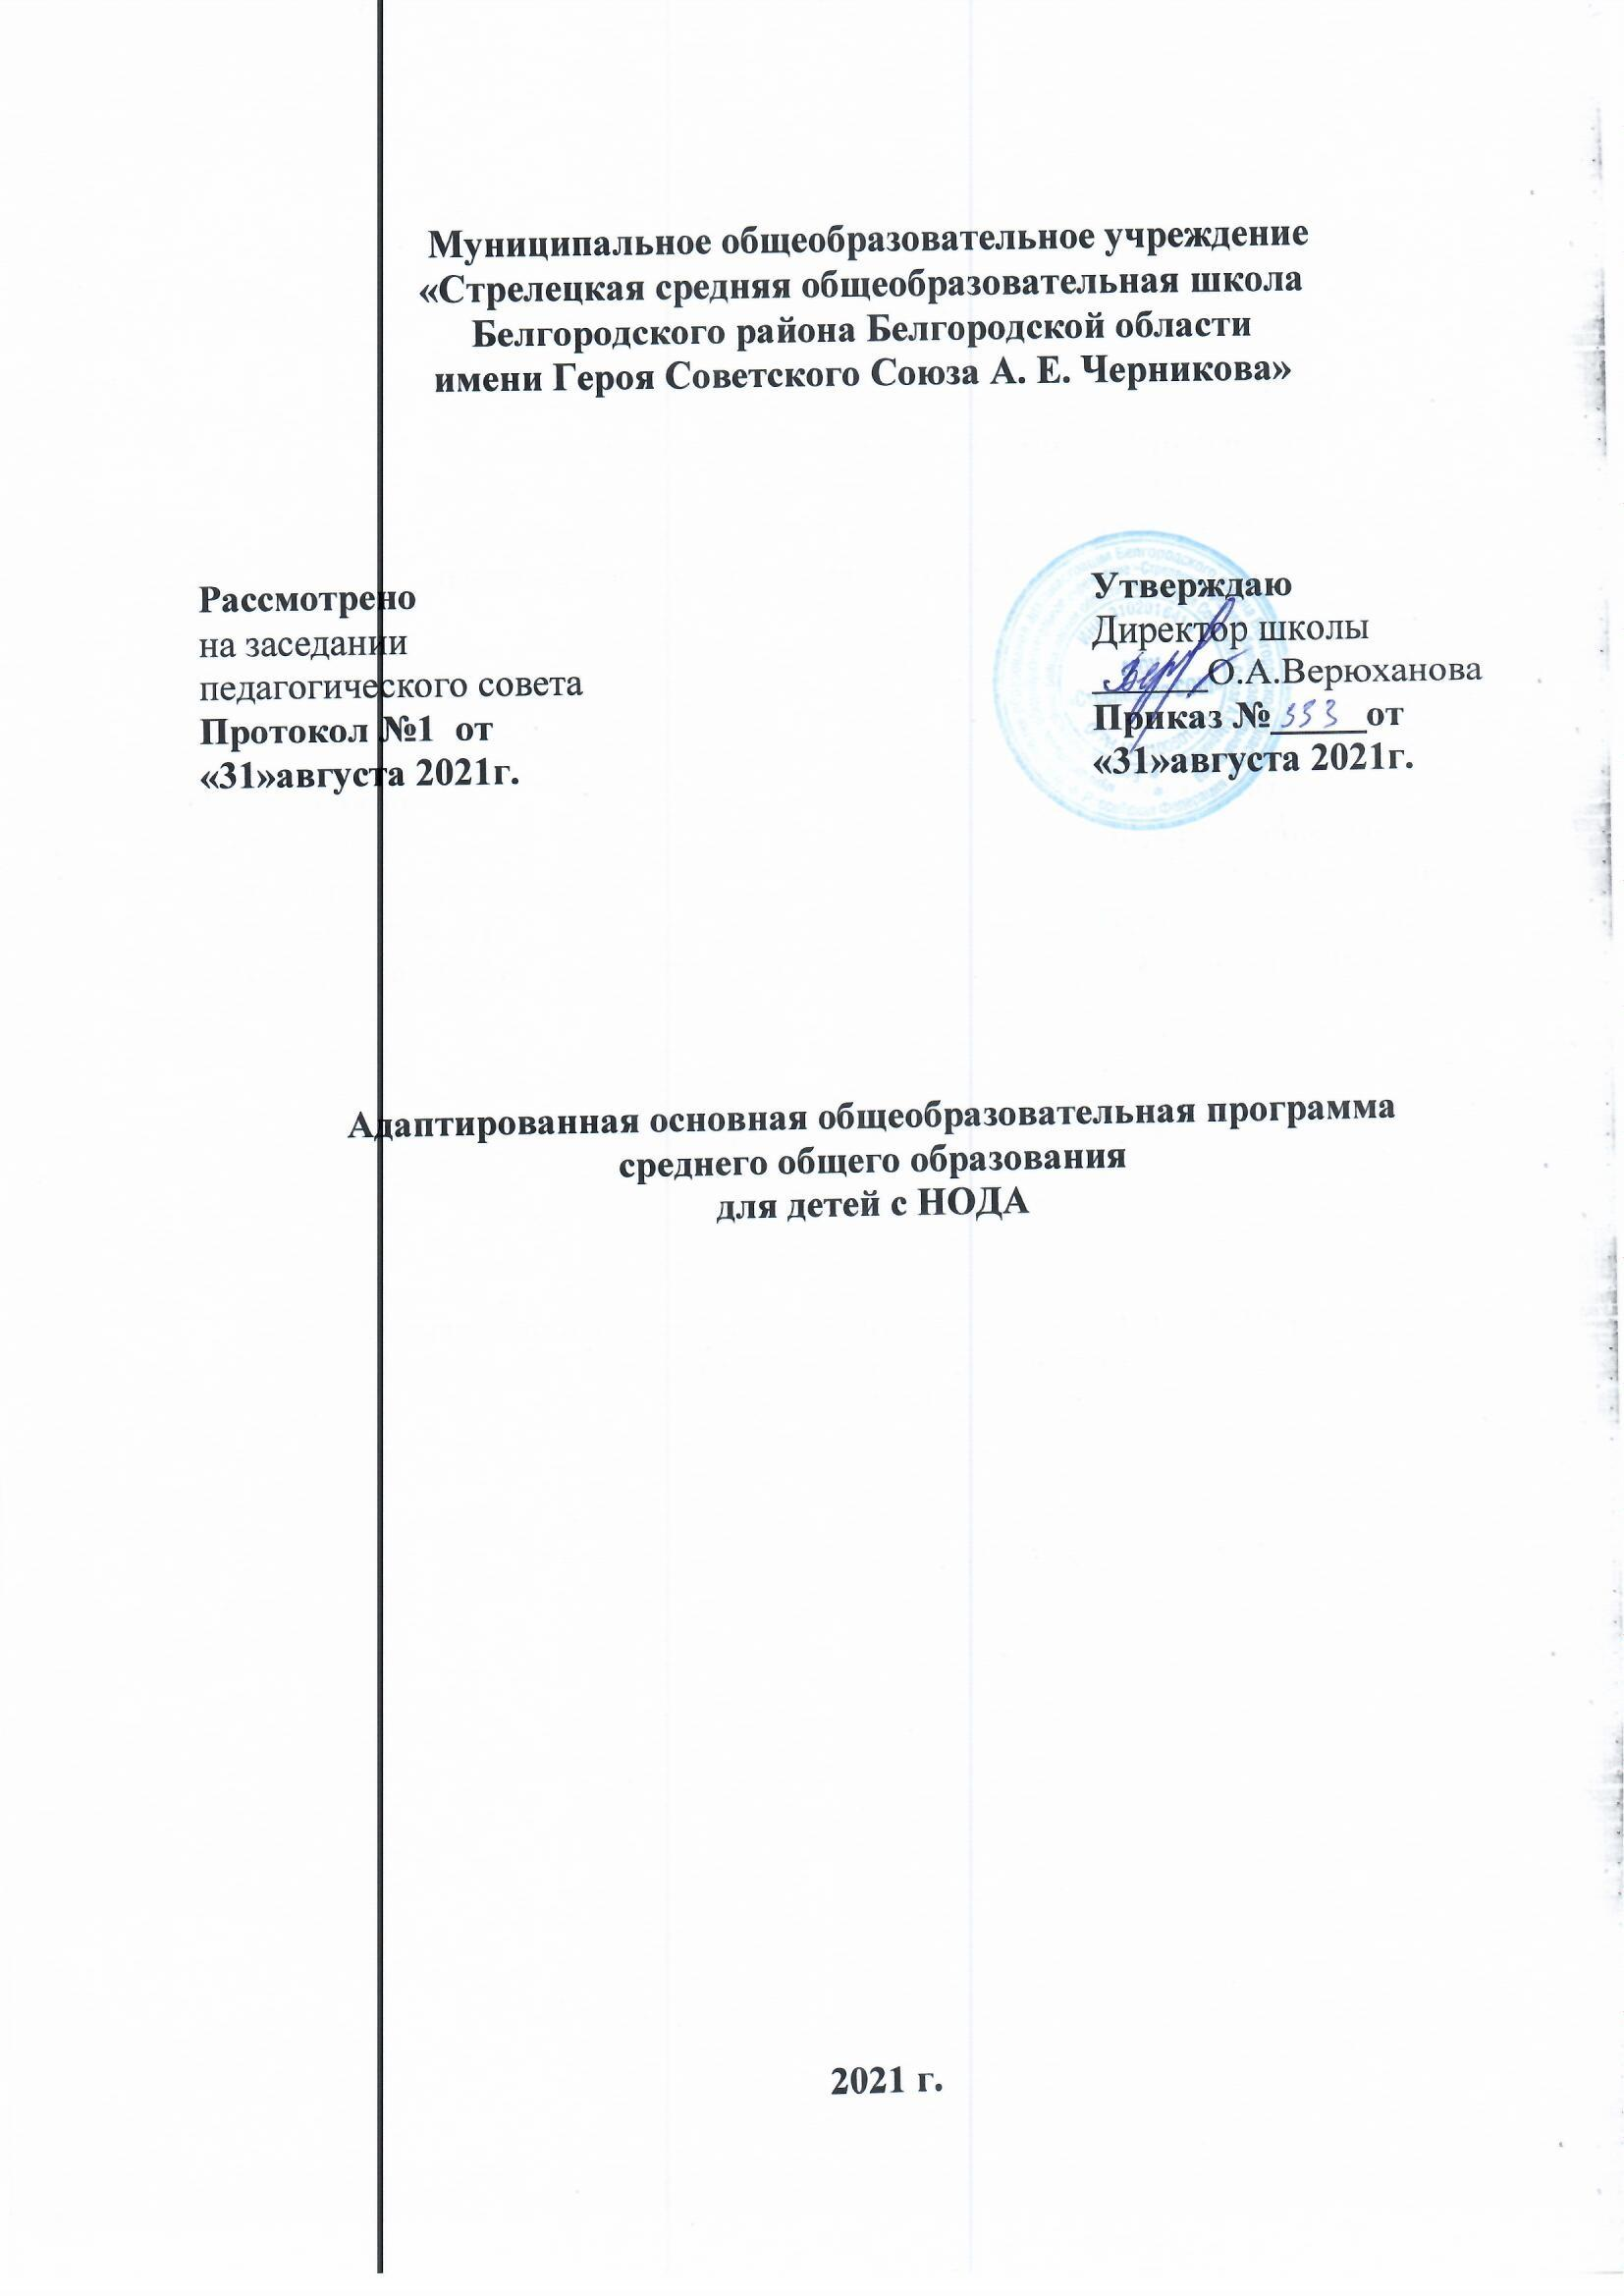 Муниципальное общеобразовательное учреждение
«Стрелецкая средняя общеобразовательная школа
Белгородского района Белгородской области
имени Героя Советского Союза А. Е. Черникова»
Рассмотрено
на заседании
педагогического совета
Протокол №1 от
«31»августа 2021г.
Утверждаю
Директор школы
______О.А.Верюханова
Приказ №333 от
«31»августа 2021г.
Адаптированная основная общеобразовательная программа
среднего общего образования
для детей с НОДА
2021 г.